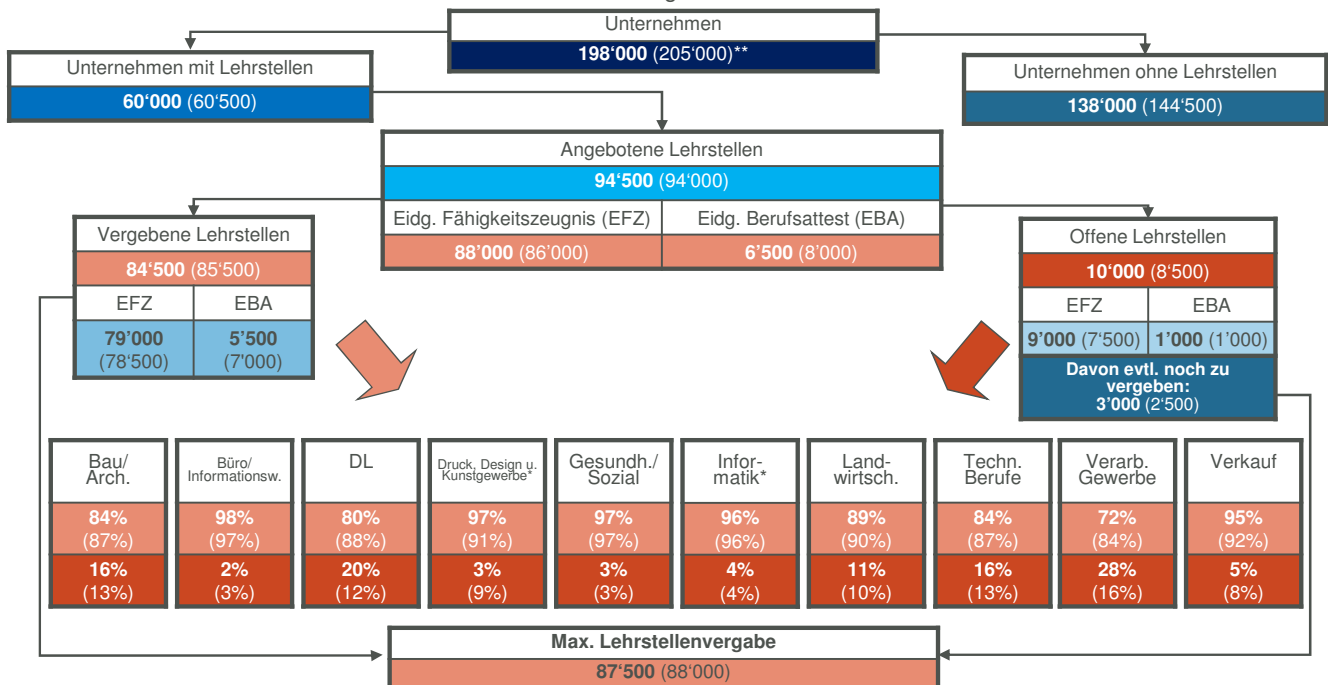 Unternehmen
198‘000 (205‘000)**
Unternehmen mit Lehrstellen
60‘000 (60‘500)
Unternehmen ohne Lehrstellen
138‘000 (144‘500)
Angebotene Lehrstellen
94‘500 (94‘000)
Eidg. Fähigkeitszeugnis (EFZ)
88’000 (86’000)
Eidg. Berufsattest (EBA)
6’500 (8’000)
Vergebene Lehrstellen
84‘500 (85‘500)
EFZ
EBA
79’000
(78‘500)
5’500
(7’000)
Offene Lehrstellen
10‘000 (8‘500)
EFZ
EBA
9’000 (7’500)
1’000 (1’000)
Davon evtl. noch zu
vergeben:
3’000 (2‘500)
Bau/
Arch.
84%
(87%)
16%
(13%)
Büro/
Informationsw.
98%
(97%)
2%
(3%)
DL
80%
(88%)
20%
(12%)
Druck, Design u.
Kunstgewerbe*
97%
(91%)
3%
(9%)
Gesundh./
Sozial
97%
(97%)
3%
(3%)
Infor-
matik*
96%
(96%)
4%
(4%)
Land-
wirtsch.
89%
(90%)
11%
(10%)
Techn.
Berufe
84%
(87%)
16%
(13%)
Verarb.
Gewerbe
72%
(84%)
28%
(16%)
Verkauf
95%
(92%)
5%
(8%)
Max. Lehrstellenvergabe
87‘500 (88‘000)